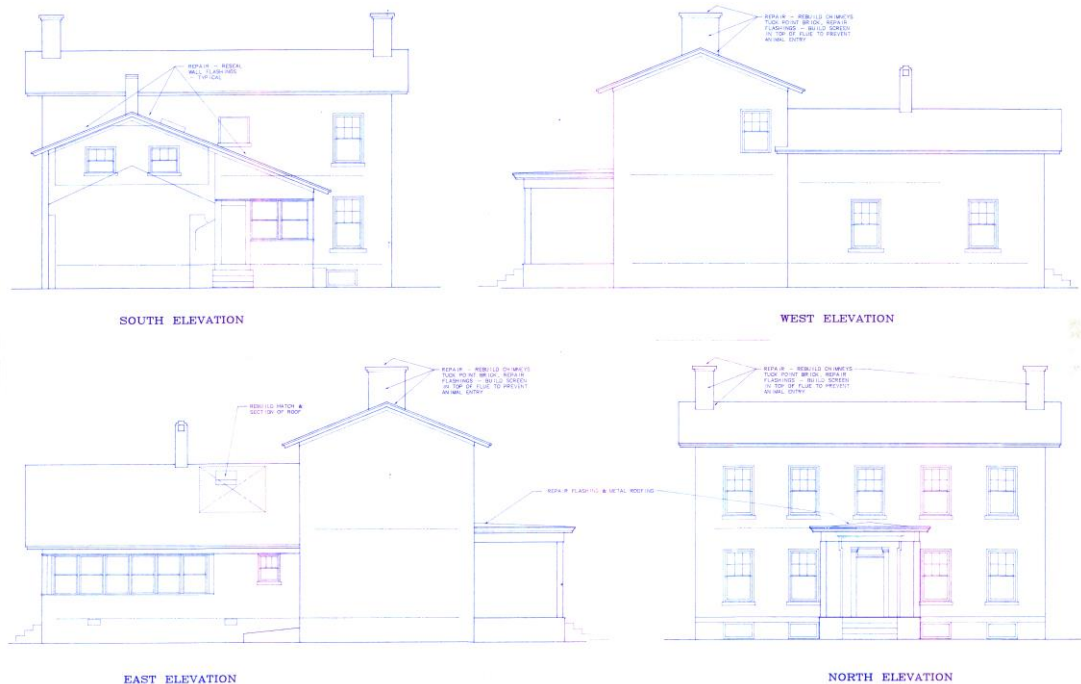 REPAIR - RESEAL
WALL FLASHINGS
- TYPICAL
SOUTH ELEVATION
REPAIR - REBUILD CHIMNEYS
TUCK POINT BRICK, REPAIR
FLASHINGS - BUILD SCREEN
IN TOP OF FLUE TO PREVENT
ANIMAL ENTRY
WEST ELEVATION
REBUILD HATCH &
SECTION OF ROOF
REPAIR - REBUILD CHIMNEYS
TUCK POINT BRICK, REPAIR
FLASHINGS - BUILD SCREEN
IN TOP OF FLUE TO PREVENT
ANIMAL ENTRY
REPAIR FLASHING & METAL ROOFING
EAST ELEVATION
REPAIR - REBUILD CHIMNEYS
TUCK POINT BRICK, REPAIR
FLASHINGS - BUILD SCREEN
IN TOP OF FLUE TO PREVENT
ANIMAL ENTRY
NORTH ELEVATION